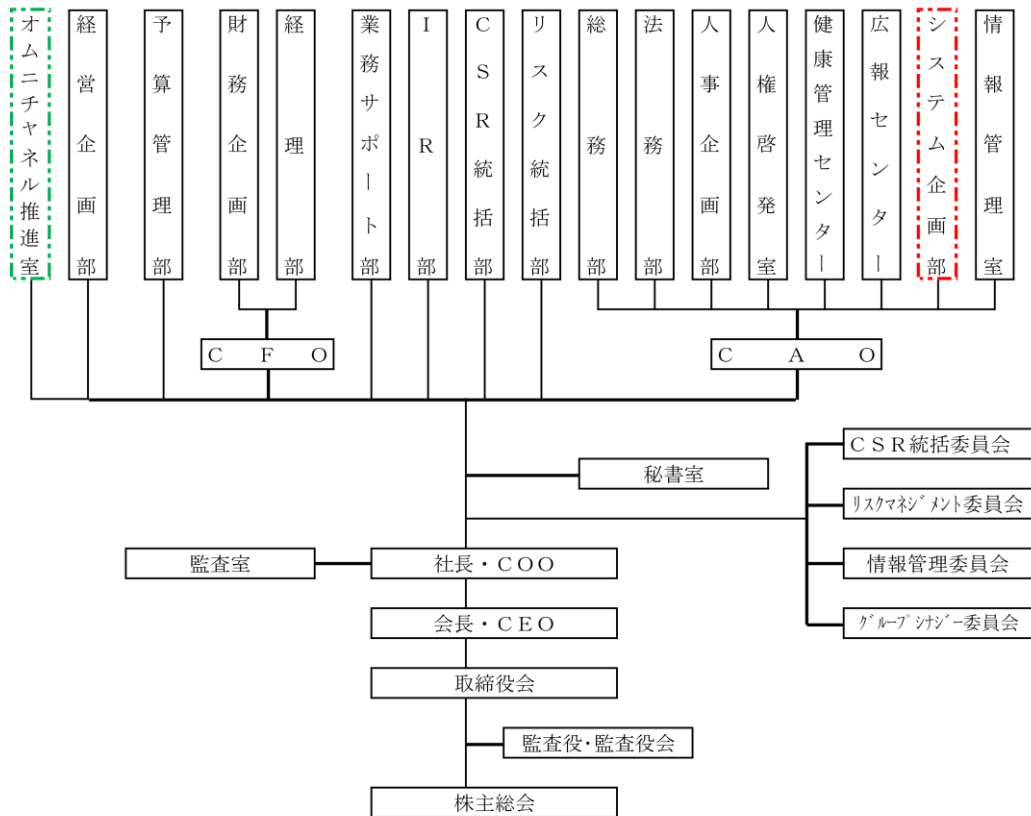 オムニチャネル推進室
経営企画部
予算管理部
財務企画部
経理部
業務サポート部
ＩＲ部
ＣＳＲ統括部
リスク統括部
総務部
法務部
人事企画部
人権啓発室
健康管理センター
広報センター
システム企画部
情報管理室
ＣＦＯ
ＣＡＯ
ＣＳＲ統括委員会
秘書室
ﾘｽｸﾏﾈｼﾞﾒﾝﾄ委員会
監査室
社長・ＣＯＯ
情報管理委員会
会長・ＣＥＯ
ｸﾞﾙｰﾌﾟｼﾅｼﾞｰ委員会
取締役会
監査役・監査役会
株主総会